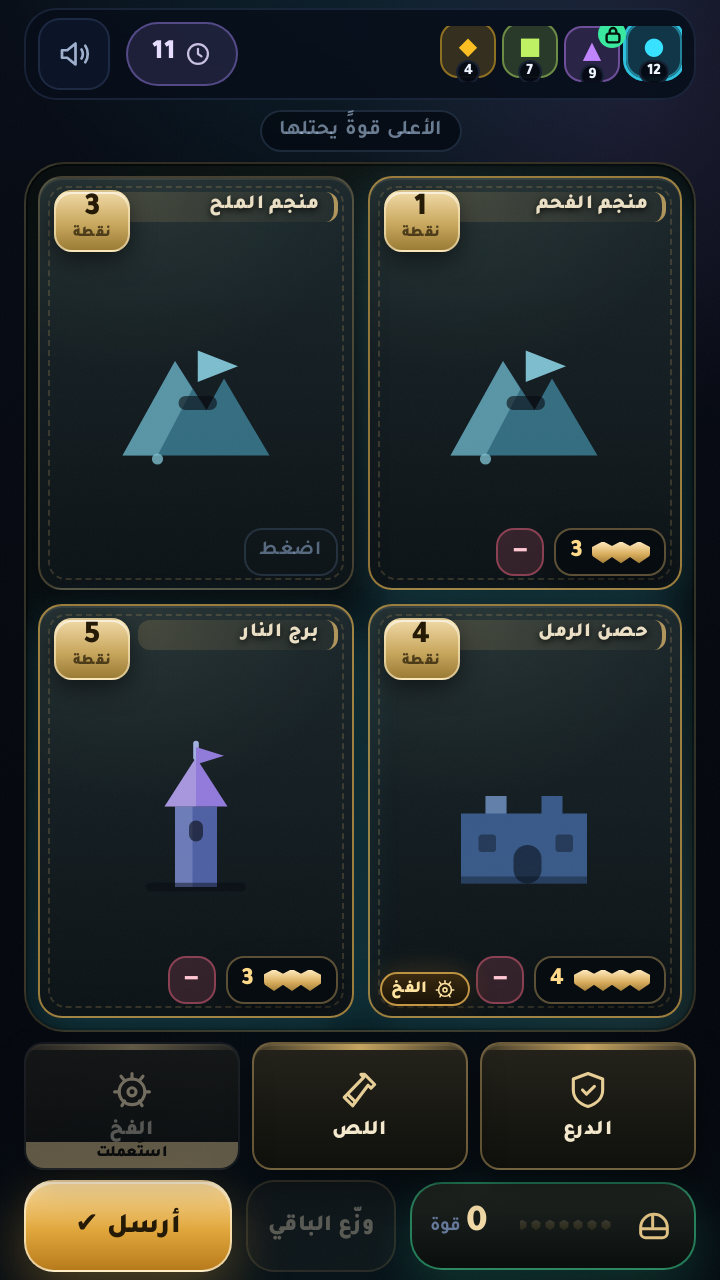 11
4
7
9
12
الأعلى قوةً يحتلها
منجم الفحم
1
نقطة
3
−
منجم الملح
3
نقطة
اضغط
حصن الرمل
4
نقطة
4
−
الفخ
برج النار
5
نقطة
3
−
الدرع
اللص
الفخ
استعملت
0 قوة
وزّع الباقي
أرسل ✔